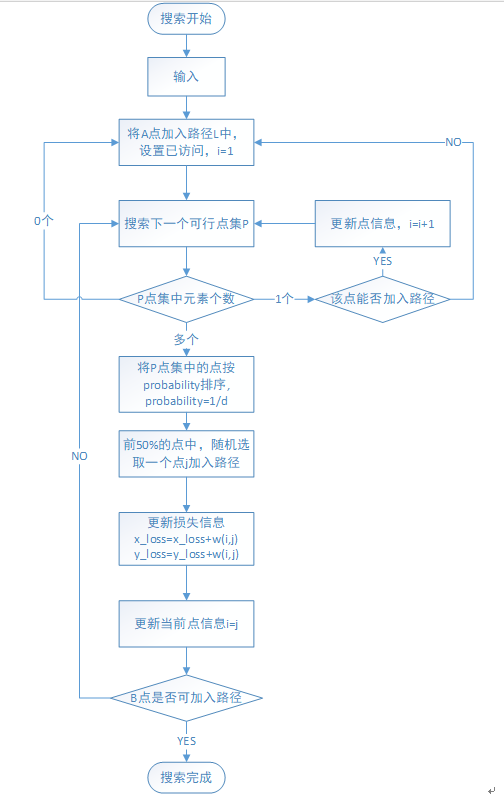 搜索开始
输入
将A点加入路径L中，
设置已访问，i=1
NO
搜索下一个可行点集P
更新点信息，i=i+1
0个
YES
P点集中元素个数
1个
该点能否加入路径
多个
将P点集中的点按
probability排序，
probability=1/d
前50%的点中，随机选
取一个点j加入路径
NO
更新损失信息
x_loss=x_loss+w(i,j)
y_loss=y_loss+w(i,j)
更新当前点信息i=j
B点是否可加入路径
YES
搜索完成